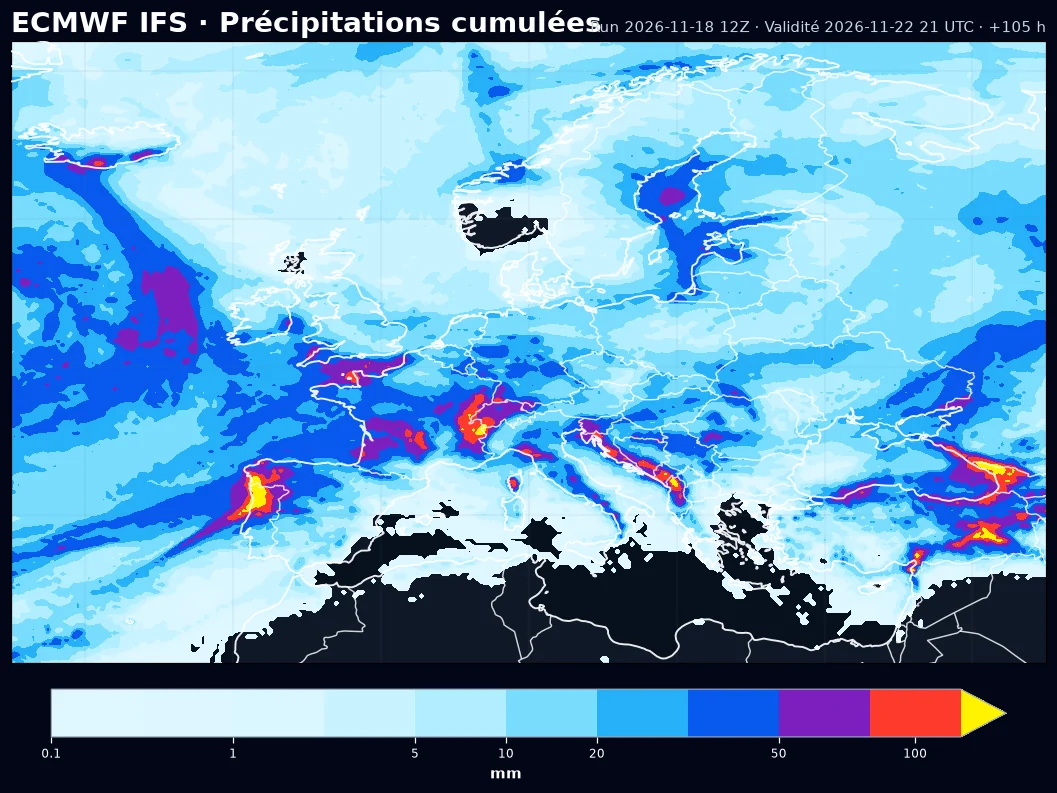 ECMWF IFS · Précipitations cumulées
Run 2026-11-18 12Z · Validité 2026-11-22 21 UTC · +105 h
0.1 1 5 10 20 50 100
mm